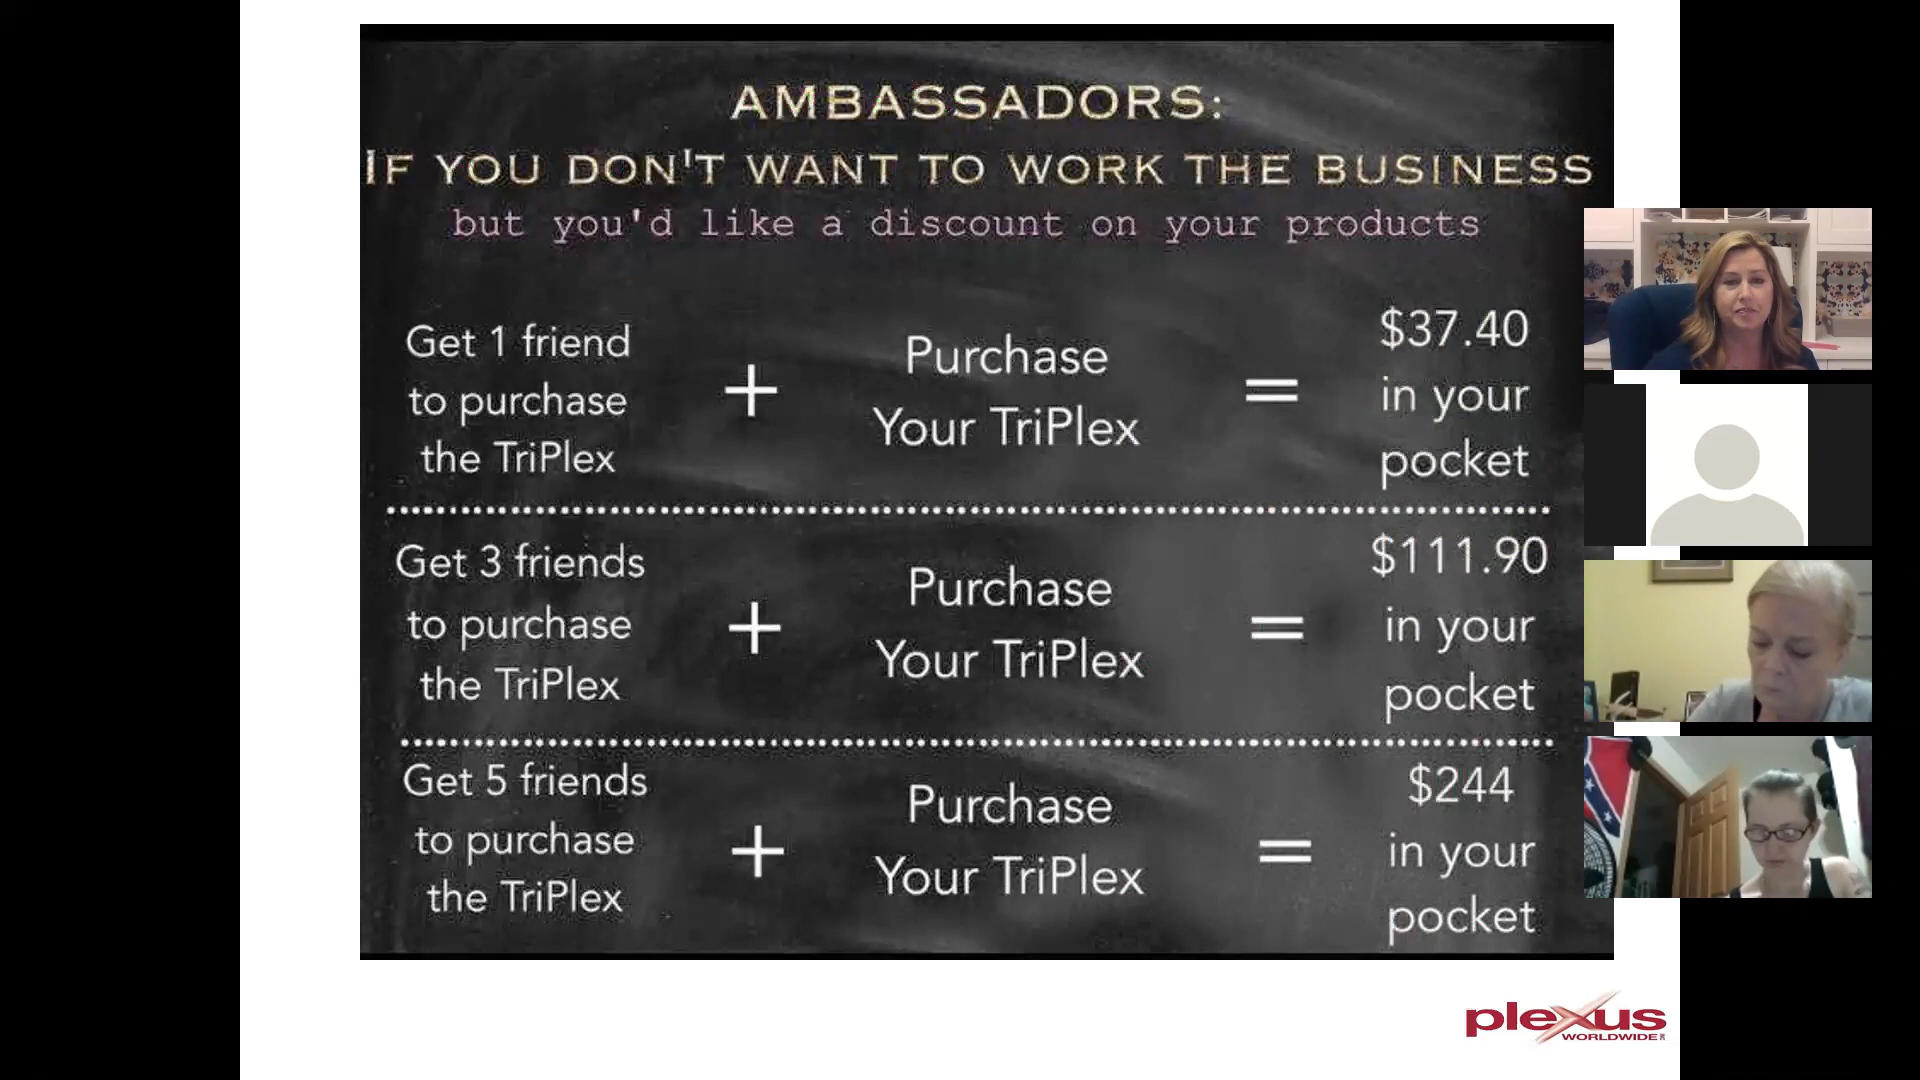 AMBASSADORS:
IF YOU DON'T WANT TO WORK THE BUSINESS
but you'd like a discount on your products
Get 1 friend
to purchase
the TriPlex
+
Purchase
Your TriPlex
=
$37.40
in your
pocket
Get 3 friends
to purchase
the TriPlex
+
Purchase
Your TriPlex
=
$111.90
in your
pocket
Get 5 friends
to purchase
the TriPlex
+
Purchase
Your TriPlex
=
$244
in your
pocket
plexus
WORLDWIDE